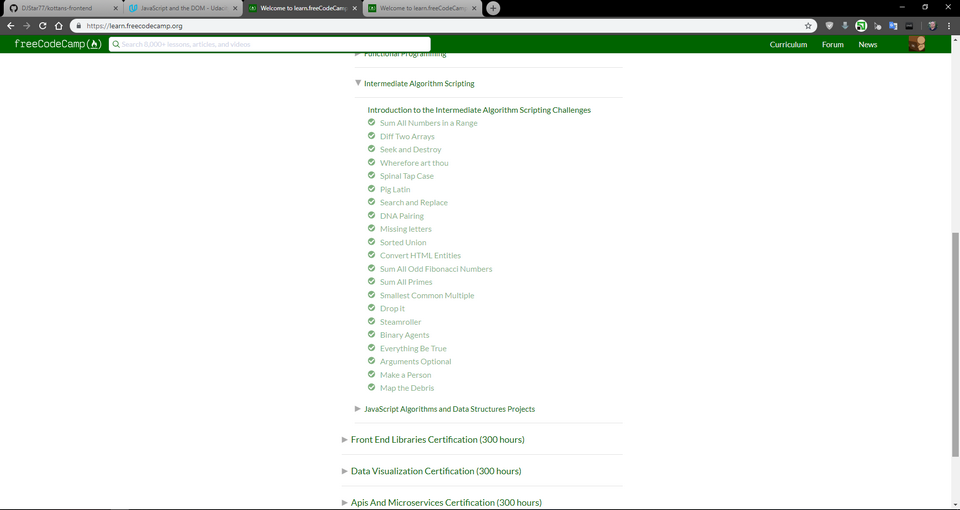 DJStar77/kottans-frontend
JavaScript and the DOM - Udac
Welcome to learn.freeCodeCamp.
Welcome to learn.freeCodeCamp.
https://learn.freecodecamp.org
freeCodeCamp
Search 8,000+ lessons, articles, and videos
Curriculum
Forum
News
Functional Programming
Intermediate Algorithm Scripting
Introduction to the Intermediate Algorithm Scripting Challenges
Sum All Numbers in a Range
Diff Two Arrays
Seek and Destroy
Wherefore art thou
Spinal Tap Case
Pig Latin
Search and Replace
DNA Pairing
Missing letters
Sorted Union
Convert HTML Entities
Sum All Odd Fibonacci Numbers
Sum All Primes
Smallest Common Multiple
Drop it
Steamroller
Binary Agents
Everything Be True
Arguments Optional
Make a Person
Map the Debris
JavaScript Algorithms and Data Structures Projects
Front End Libraries Certification (300 hours)
Data Visualization Certification (300 hours)
Apis And Microservices Certification (300 hours)